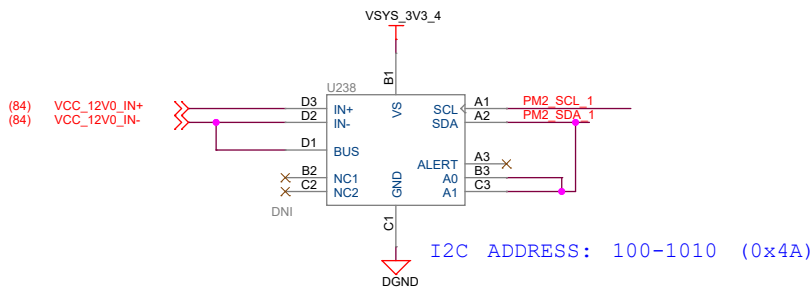 VSYS_3V3_4
B1
U238
(84) VCC_12V0_IN+ D3 IN+ VS SCL A1 PM2_SCL_1
(84) VCC_12V0_IN- D2 IN- SDA A2 PM2_SDA_1
D1 BUS
ALERT A3
B2 NC1 A0 B3
C2 NC2 GND A1 C3
DNI
C1
I2C ADDRESS: 100-1010 (0x4A)
DGND